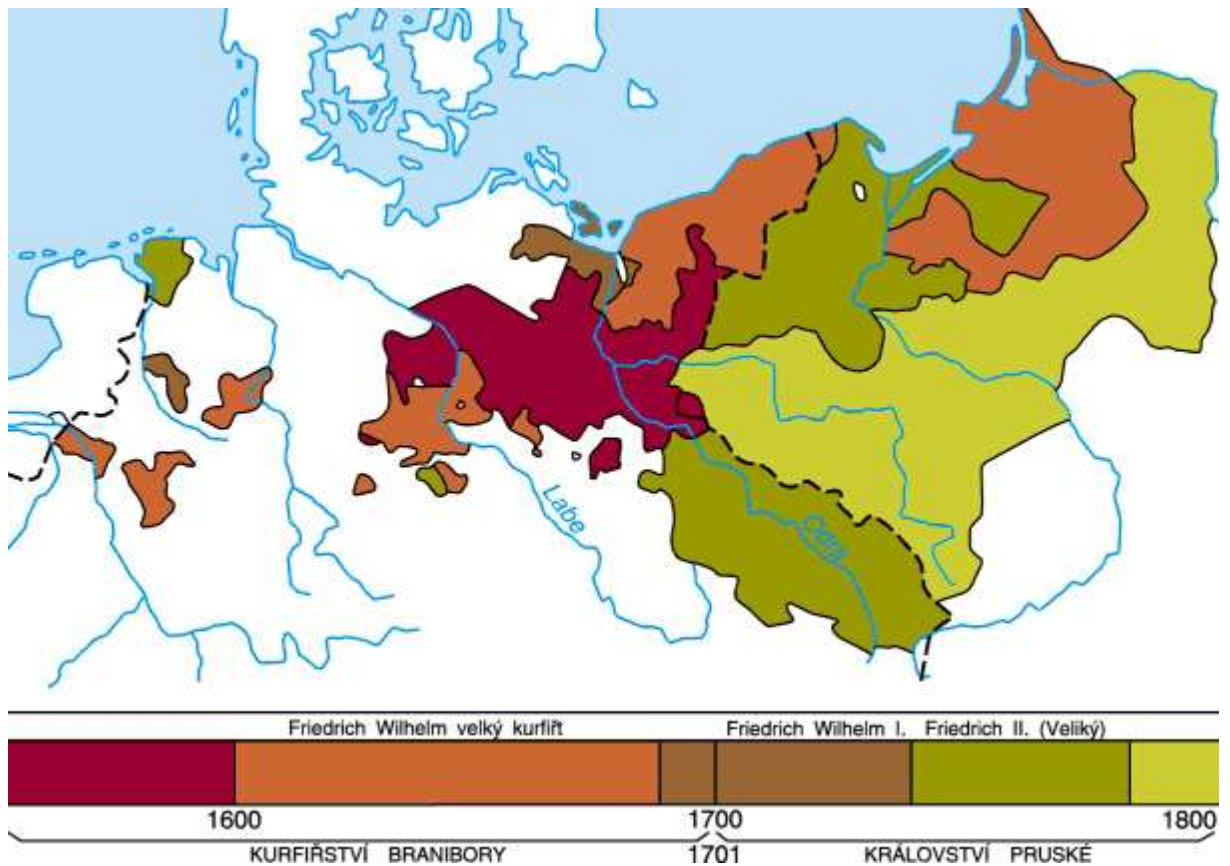 Labe
Odra
Friedrich Wilhelm velký kurfiřt
Friedrich Wilhelm I. Friedrich II. (Veliký)
1600
1700
1800
KURFIŘSTVÍ BRANIBORY
1701
KRÁLOVSTVÍ PRUSKÉ